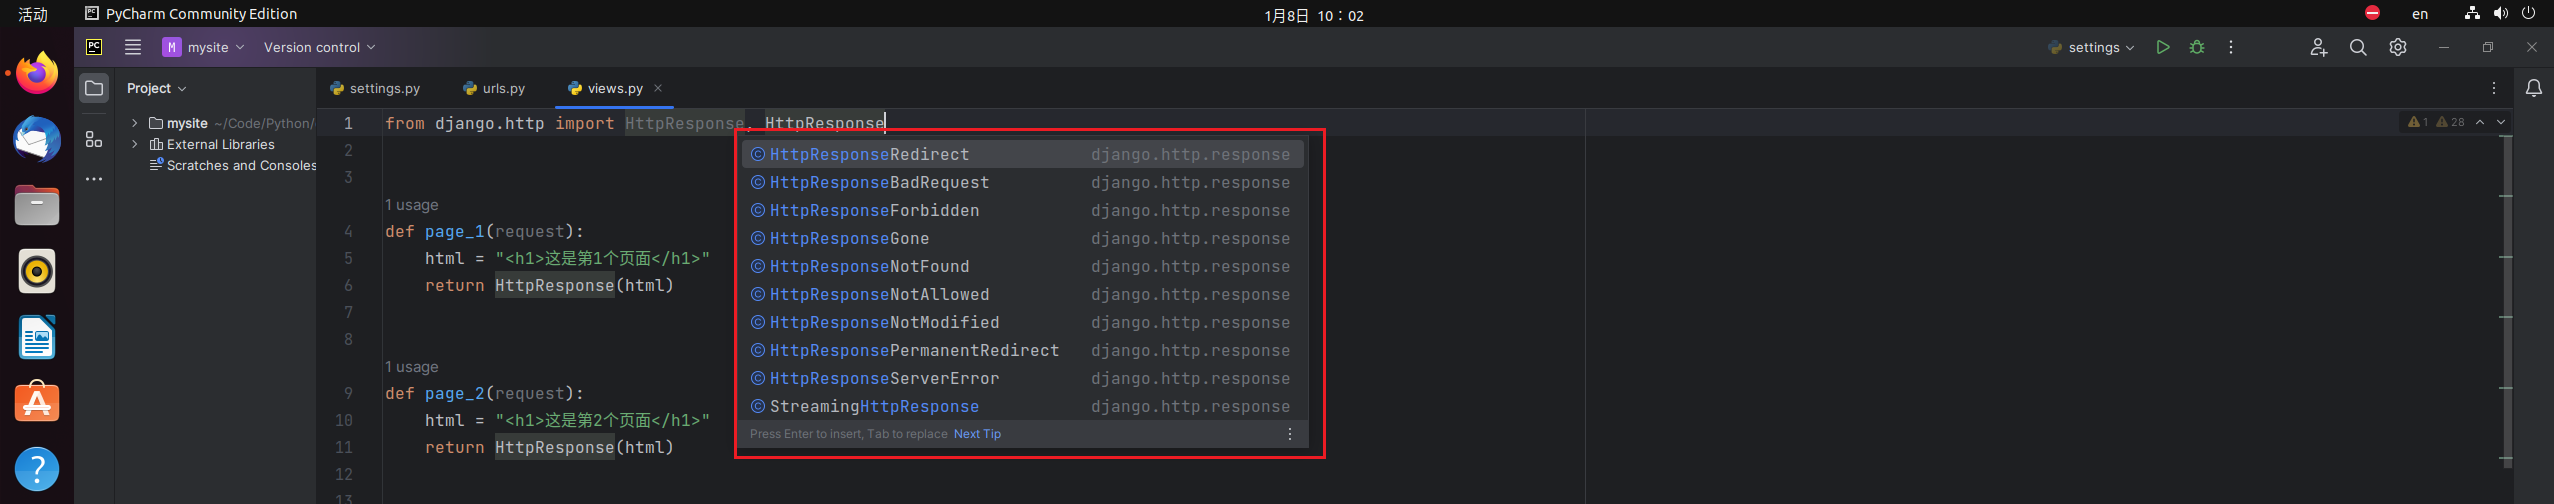 活动 PyCharm Community Edition 1月8日 10：02 en
PC M mysite Version control settings
Project settings.py urls.py views.py
mysite ~/Code/Python/
External Libraries
Scratches and Consoles
1 from django.http import HttpResponse, HttpResponse 1 28
2
3
1 usage
4 def page_1(request):
5 html = "<h1>这是第1个页面</h1>"
6 return HttpResponse(html)
7
8
1 usage
9 def page_2(request):
10 html = "<h1>这是第2个页面</h1>"
11 return HttpResponse(html)
12
13
HttpResponseRedirect django.http.response
HttpResponseBadRequest django.http.response
HttpResponseForbidden django.http.response
HttpResponseGone django.http.response
HttpResponseNotFound django.http.response
HttpResponseNotAllowed django.http.response
HttpResponseNotModified django.http.response
HttpResponsePermanentRedirect django.http.response
HttpResponseServerError django.http.response
StreamingHttpResponse django.http.response
Press Enter to insert, Tab to replace Next Tip